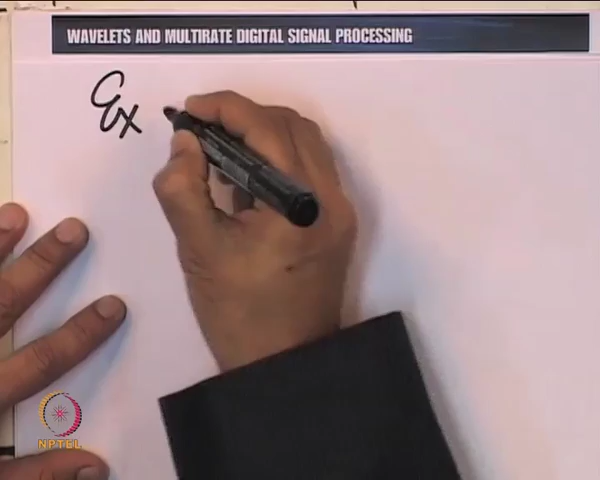 WAVELETS AND MULTIRATE DIGITAL SIGNAL PROCESSING
Ex
NPTEL